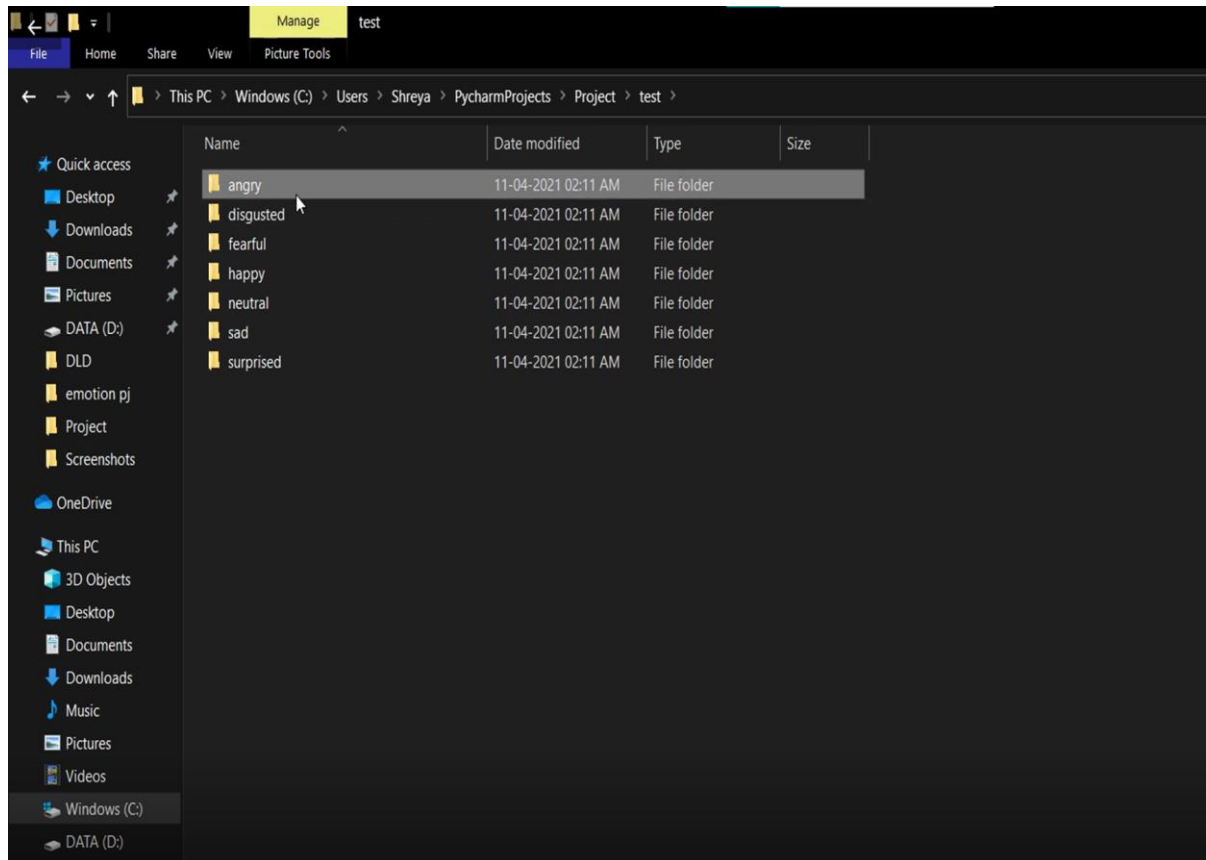 Manage test
File Home Share View Picture Tools
This PC > Windows (C:) > Users > Shreya > PycharmProjects > Project > test >
Name Date modified Type Size
Quick access
Desktop
Downloads
Documents
Pictures
DATA (D:)
DLD
emotion pj
Project
Screenshots
OneDrive
This PC
3D Objects
Desktop
Documents
Downloads
Music
Pictures
Videos
Windows (C:)
DATA (D:)
angry 11-04-2021 02:11 AM File folder
disgusted 11-04-2021 02:11 AM File folder
fearful 11-04-2021 02:11 AM File folder
happy 11-04-2021 02:11 AM File folder
neutral 11-04-2021 02:11 AM File folder
sad 11-04-2021 02:11 AM File folder
surprised 11-04-2021 02:11 AM File folder